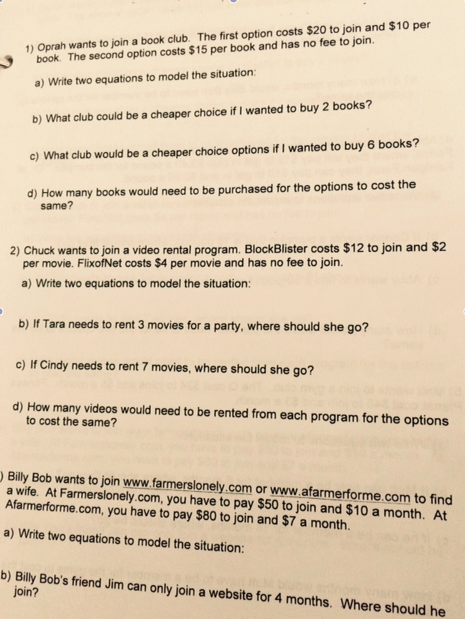 1) Oprah wants to join a book club. The first option costs $20 to join and $10 per
book. The second option costs $15 per book and has no fee to join.
a) Write two equations to model the situation:
b) What club could be a cheaper choice if I wanted to buy 2 books?
c) What club would be a cheaper choice options if I wanted to buy 6 books?
d) How many books would need to be purchased for the options to cost the
same?
2) Chuck wants to join a video rental program. BlockBlister costs $12 to join and $2
per movie. FlixofNet costs $4 per movie and has no fee to join.
a) Write two equations to model the situation:
b) If Tara needs to rent 3 movies for a party, where should she go?
c) If Cindy needs to rent 7 movies, where should she go?
d) How many videos would need to be rented from each program for the options
to cost the same?
) Billy Bob wants to join www.farmerslonely.com or www.afarmerforme.com to find
a wife. At Farmerslonely.com, you have to pay $50 to join and $10 a month. At
Afarmerforme.com, you have to pay $80 to join and $7 a month.
a) Write two equations to model the situation:
b) Billy Bob's friend Jim can only join a website for 4 months. Where should he
join?